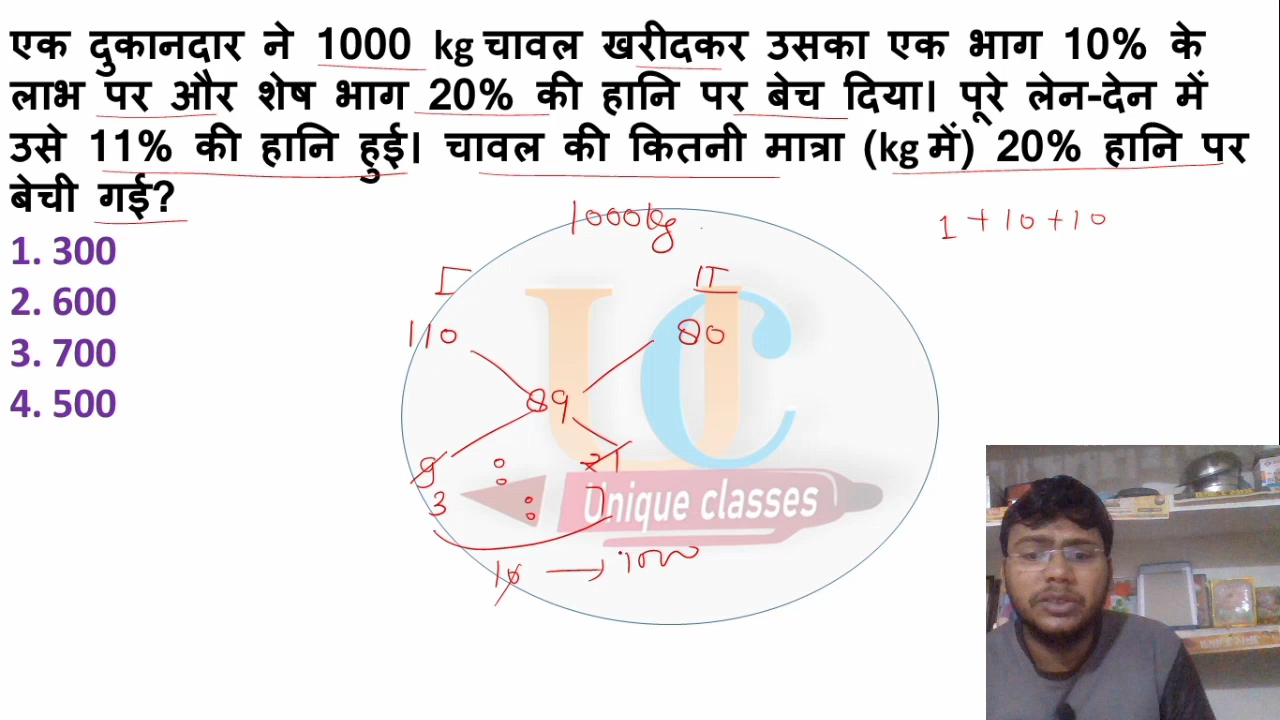 एक दुकानदार ने 1000 kg चावल खरीदकर उसका एक भाग 10% के
लाभ पर और शेष भाग 20% की हानि पर बेच दिया। पूरे लेन-देन में
उसे 11% की हानि हुई। चावल की कितनी मात्रा (kg में) 20% हानि पर
बेची गई?
1. 300
2. 600
3. 700
4. 500
1000kg
1 + 10 + 10
I II
110 80
89
9 : 21
3 : 7
10 → 1000
UC
Unique classes